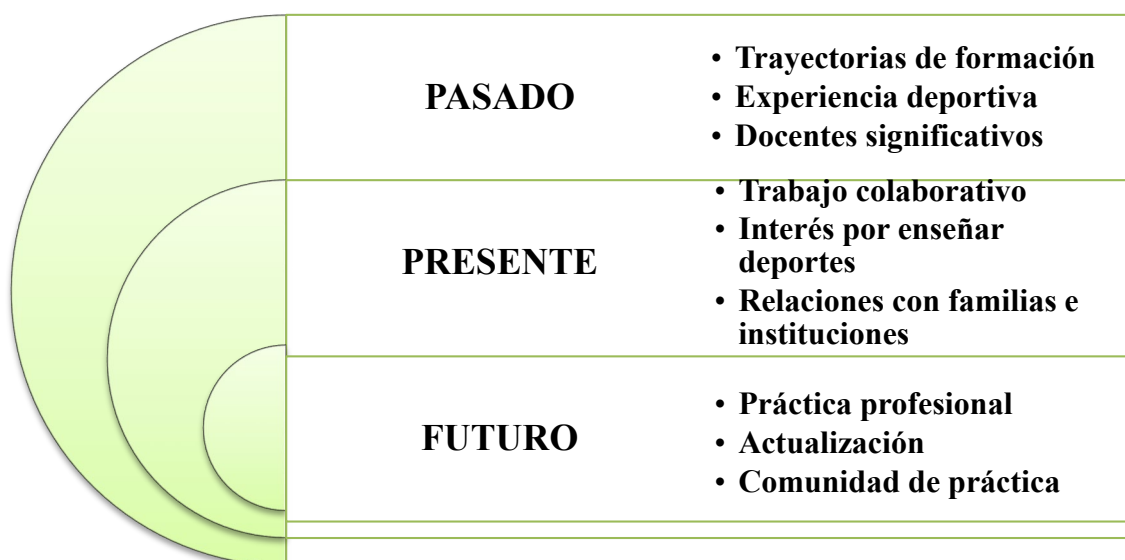 PASADO
• Trayectorias de formación
• Experiencia deportiva
• Docentes significativos
PRESENTE
• Trabajo colaborativo
• Interés por enseñar
deportes
• Relaciones con familias e
instituciones
FUTURO
• Práctica profesional
• Actualización
• Comunidad de práctica